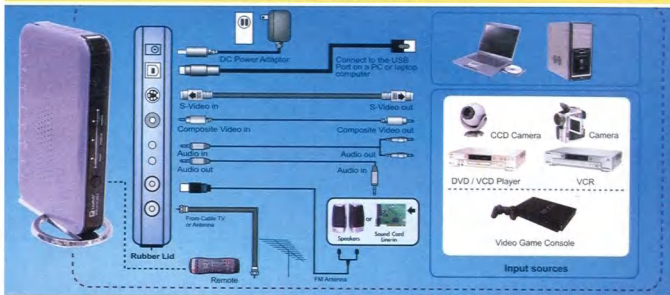 DC Power Adaptor
Connect to the USB
Port on a PC or laptop
computer
S-Video in
S-Video out
Composite Video in
Composite Video out
Audio in
Audio out
Audio out
Audio in
From Cable TV
or Antenna
Speakers
or
Sound Card
Line-in
Rubber Lid
Remote
FM Antenna
CCD Camera
Camera
DVD / VCD Player
VCR
Video Game Console
Input sources